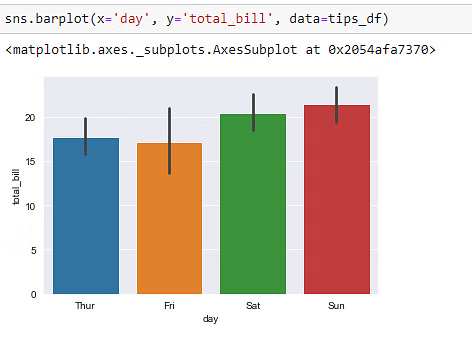 sns.barplot(x='day', y='total_bill', data=tips_df)
<matplotlib.axes._subplots.AxesSubplot at 0x2054afa7370>
20
15
10
5
0
total_bill
Thur Fri Sat Sun
day